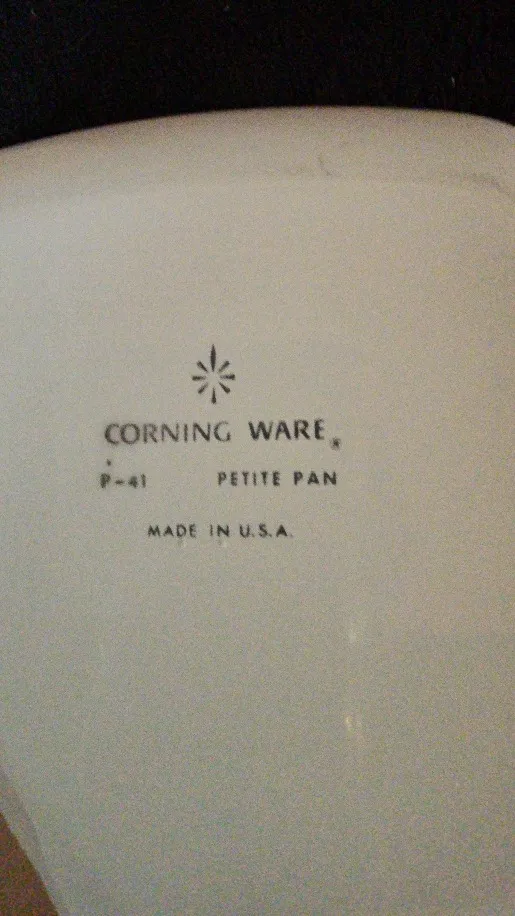 CORNING WARE®
P-41 PETITE PAN
MADE IN U.S.A.